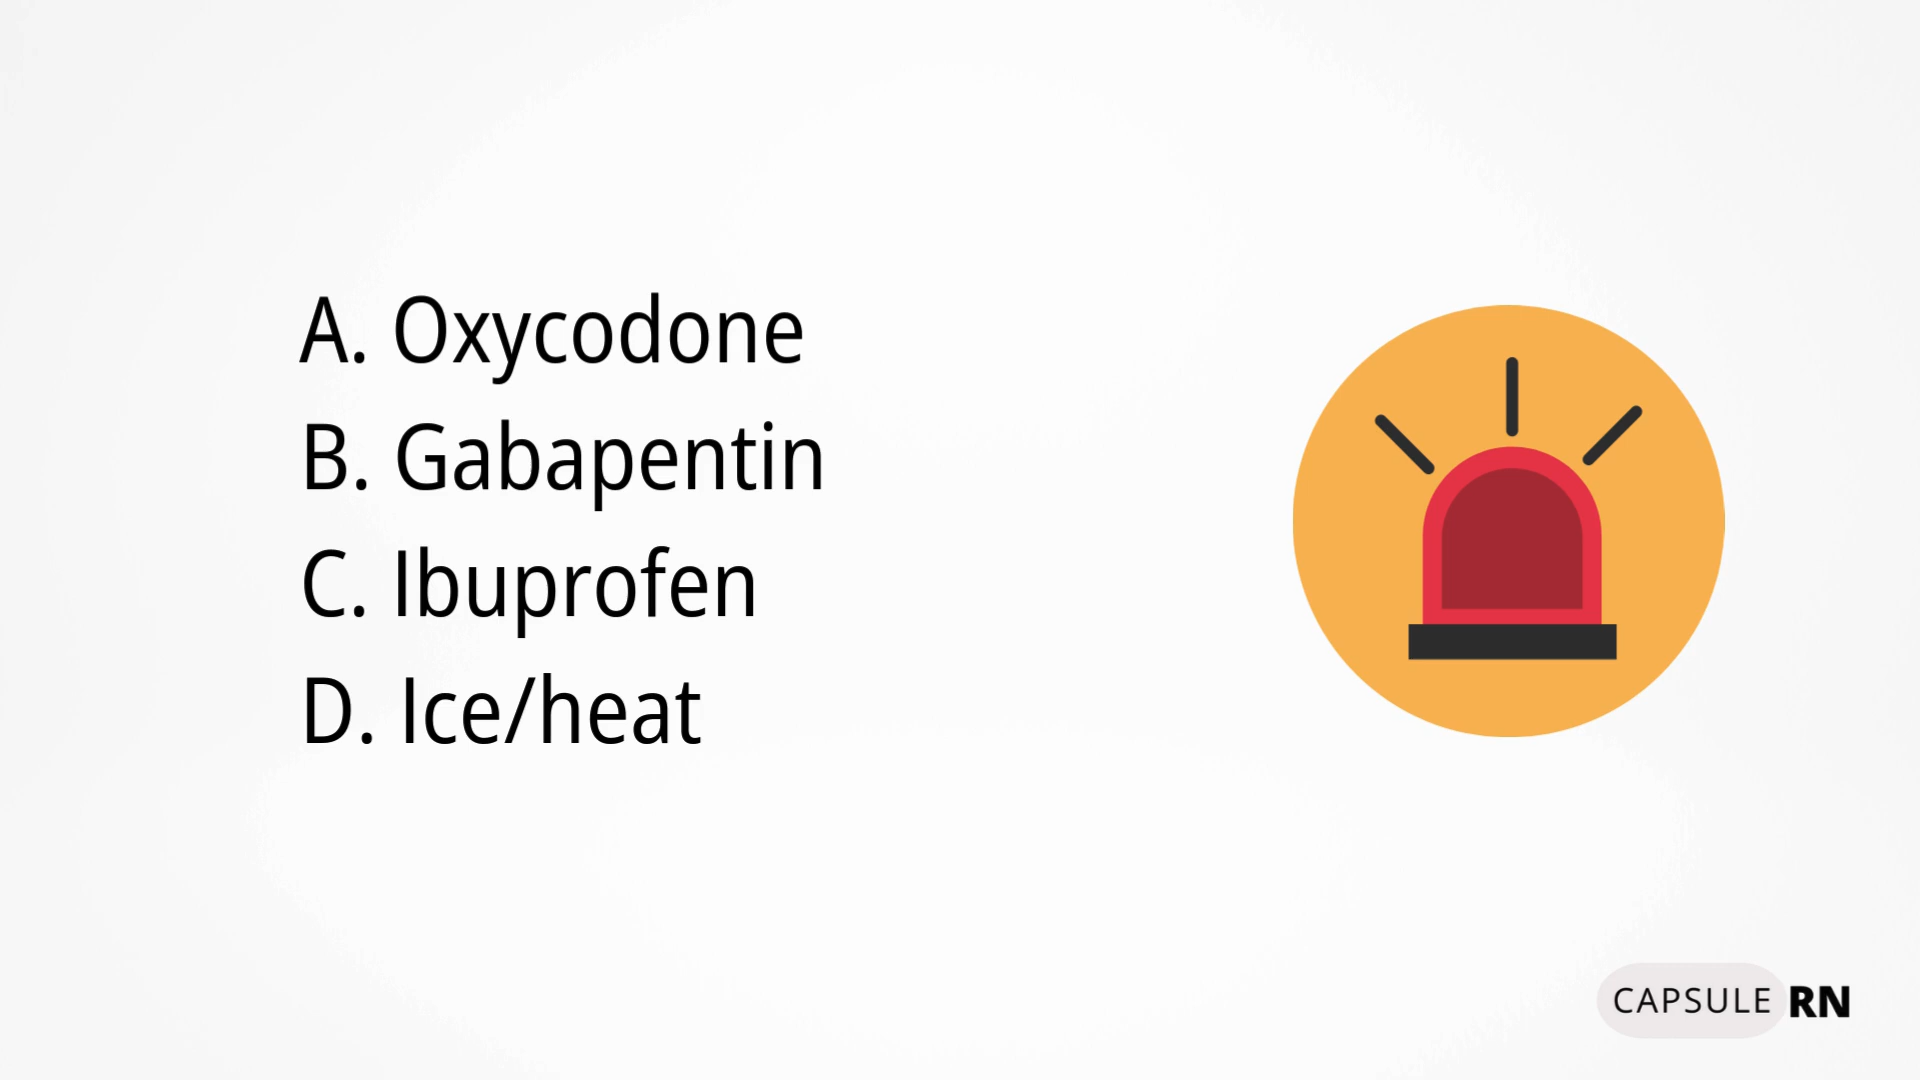 A. Oxycodone
B. Gabapentin
C. Ibuprofen
D. Ice/heat
CAPSULE RN